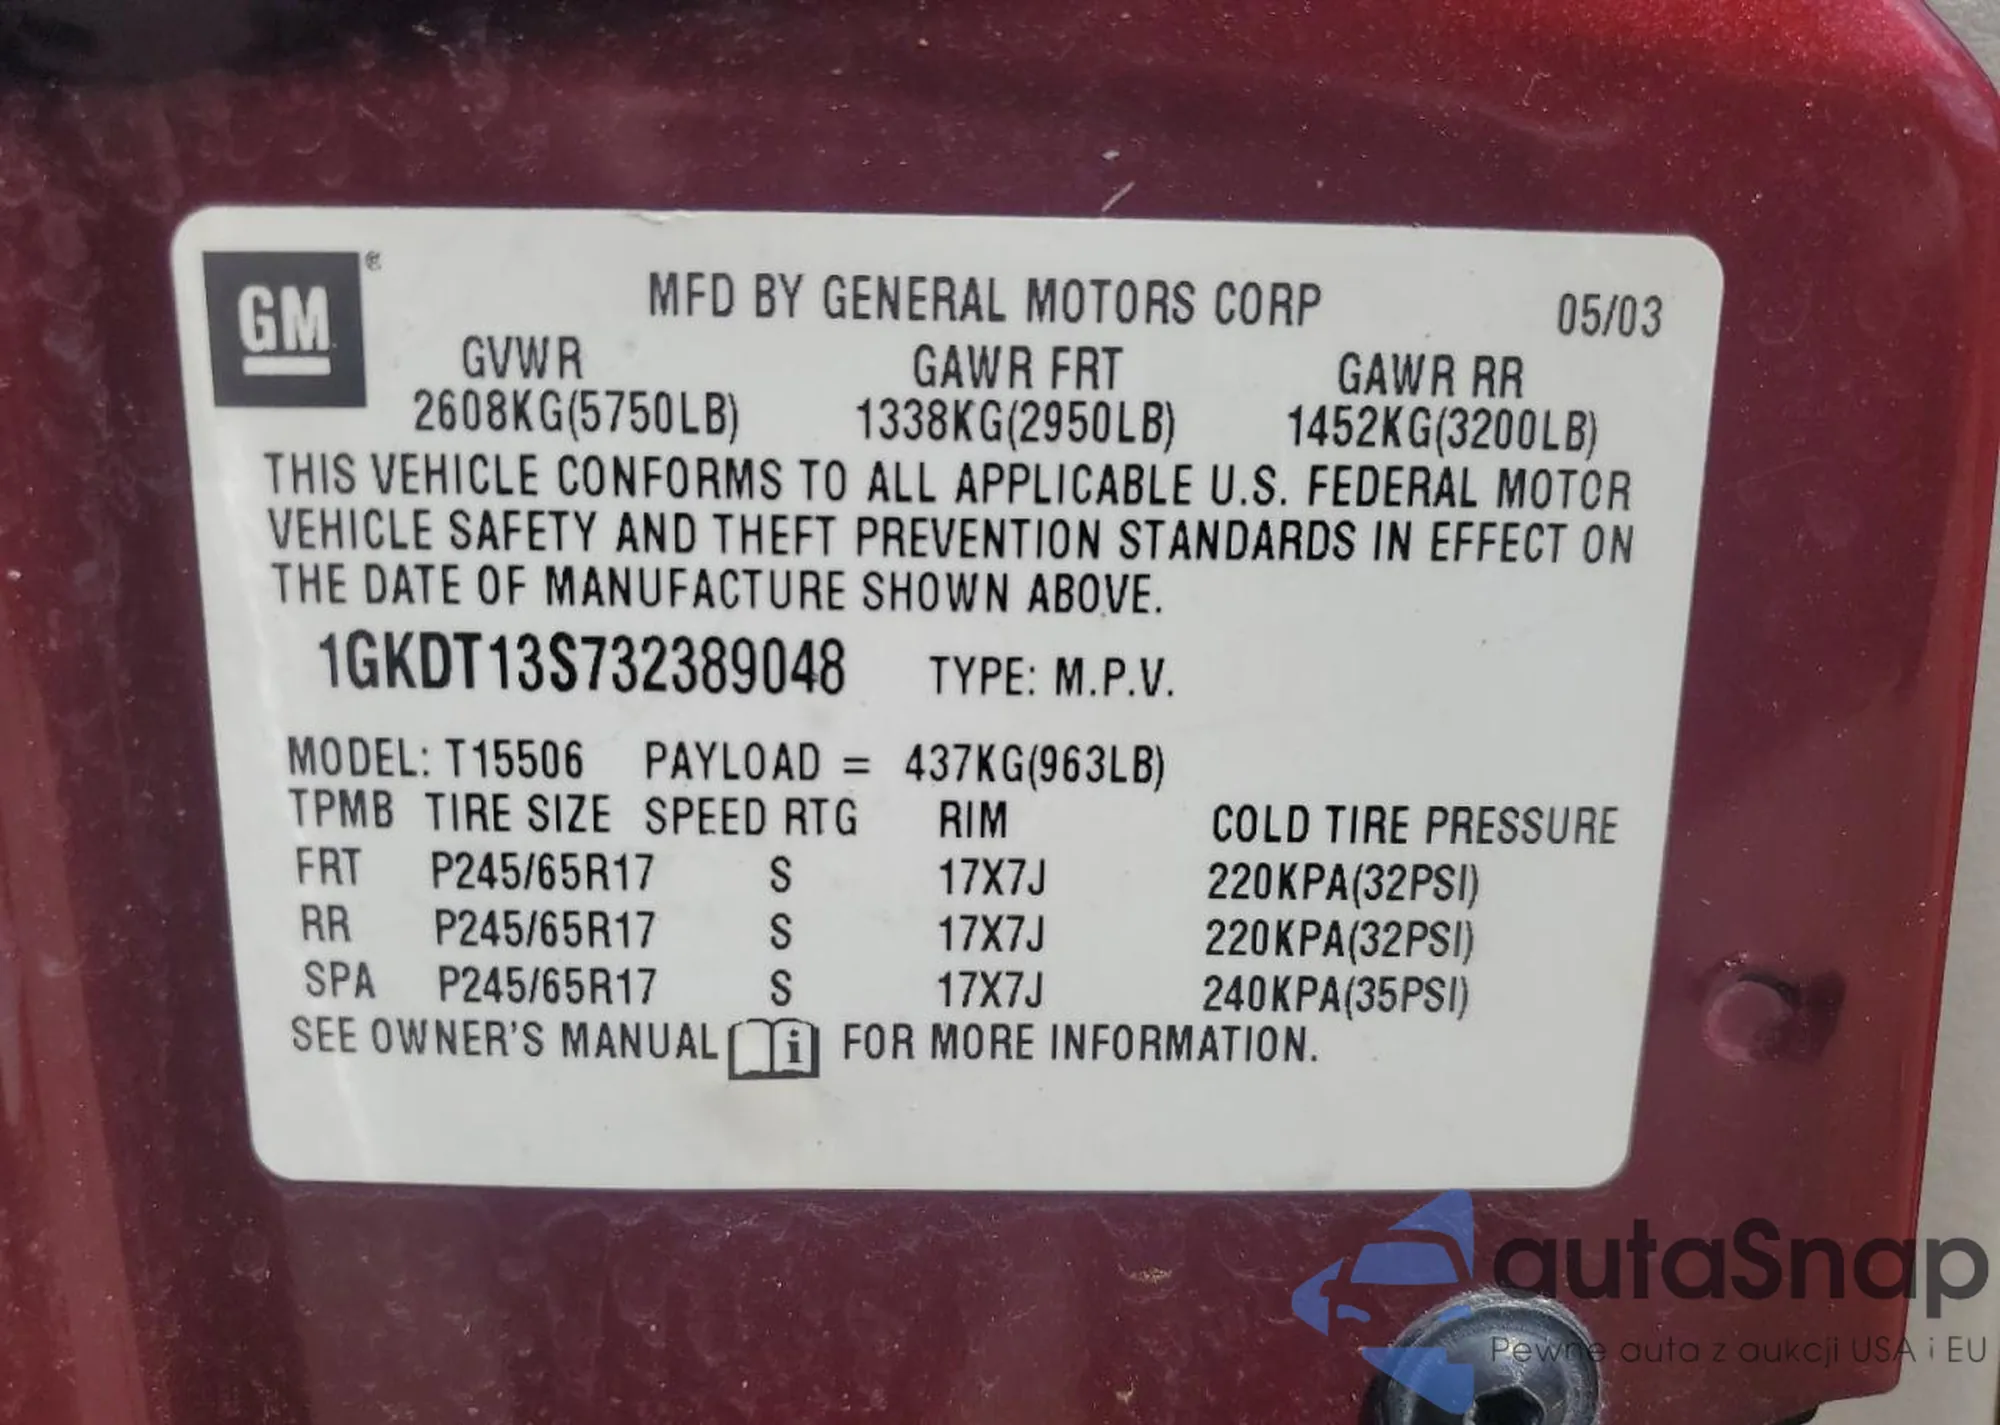 GM ®
MFD BY GENERAL MOTORS CORP 05/03
GVWR GAWR FRT GAWR RR
2608KG(5750LB) 1338KG(2950LB) 1452KG(3200LB)
THIS VEHICLE CONFORMS TO ALL APPLICABLE U.S. FEDERAL MOTOR
VEHICLE SAFETY AND THEFT PREVENTION STANDARDS IN EFFECT ON
THE DATE OF MANUFACTURE SHOWN ABOVE.
1GKDT13S732389048 TYPE: M.P.V.
MODEL: T15506 PAYLOAD = 437KG(963LB)
TPMB TIRE SIZE SPEED RTG RIM COLD TIRE PRESSURE
FRT P245/65R17 S 17X7J 220KPA(32PSI)
RR P245/65R17 S 17X7J 220KPA(32PSI)
SPA P245/65R17 S 17X7J 240KPA(35PSI)
SEE OWNER'S MANUAL i FOR MORE INFORMATION.
autaSnap
Pewne auta z aukcji USA i EU